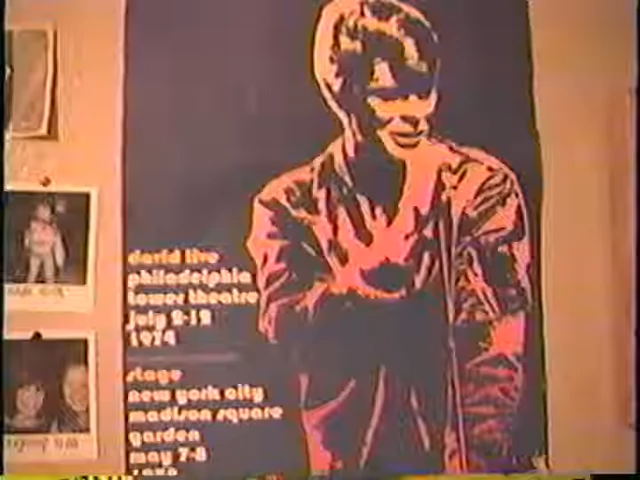 david live
philadelphia
tower theatre
july 2-12
1974
stage
new york city
madison square
garden
may 7-8